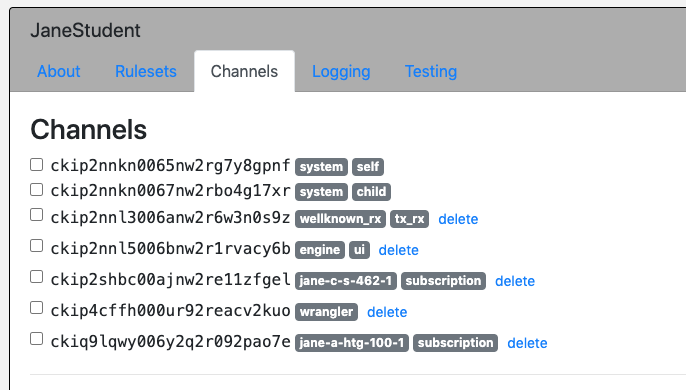 JaneStudent
About Rulesets Channels Logging Testing
Channels
ckip2nnkn0065nw2rg7y8gpnf system self
ckip2nnkn0067nw2rbo4g17xr system child
ckip2nnl3006anw2r6w3n0s9z wellknown_rx tx_rx delete
ckip2nnl5006bnw2r1rvacy6b engine ui delete
ckip2shbc00ajnw2re11zfgel jane-c-s-462-1 subscription delete
ckip4cffh000ur92reacv2kuo wrangler delete
ckiq9lqwy006y2q2r092pao7e jane-a-htg-100-1 subscription delete